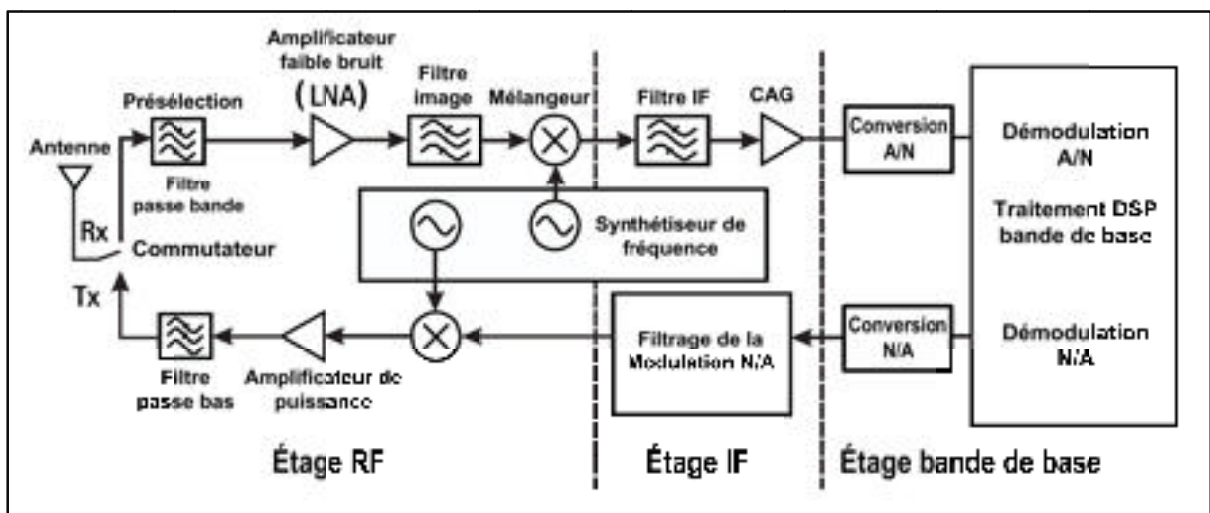 Amplificateur
faible bruit
(LNA)
Présélection
Filtre
image
Mélangeur
Filtre IF
CAG
Antenne
Conversion
A/N
Démodulation
A/N
Filtre
passe bande
Rx
Commutateur
Synthétiseur de
fréquence
Traitement DSP
bande de base
Tx
Filtrage de la
Modulation N/A
Conversion
N/A
Démodulation
N/A
Filtre
passe bas
Amplificateur de
puissance
Étage RF
Étage IF
Étage bande de base